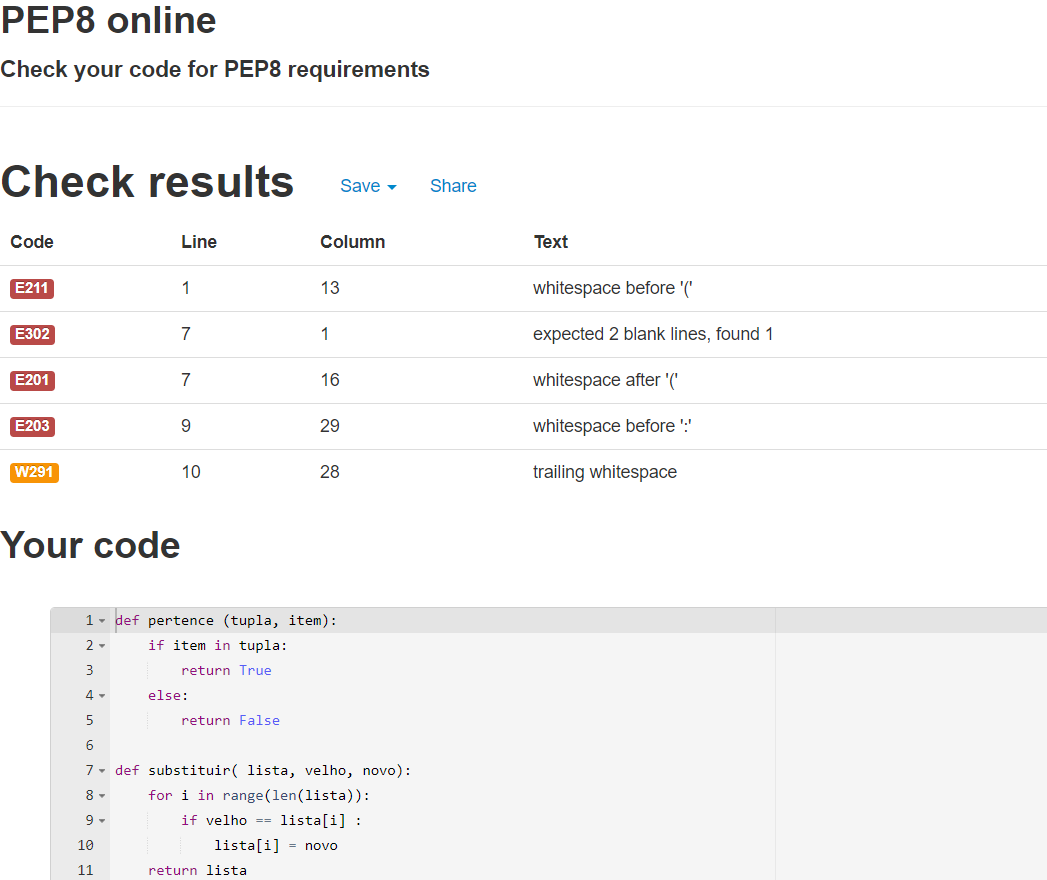 PEP8 online
Check your code for PEP8 requirements
Check results Save Share
Code Line Column Text
E211 1 13 whitespace before '('
E302 7 1 expected 2 blank lines, found 1
E201 7 16 whitespace after '('
E203 9 29 whitespace before ':'
W291 10 28 trailing whitespace
Your code
1 def pertence (tupla, item):
2     if item in tupla:
3         return True
4     else:
5         return False
6
7 def substituir( lista, velho, novo):
8     for i in range(len(lista)):
9         if velho == lista[i] :
10             lista[i] = novo
11     return lista